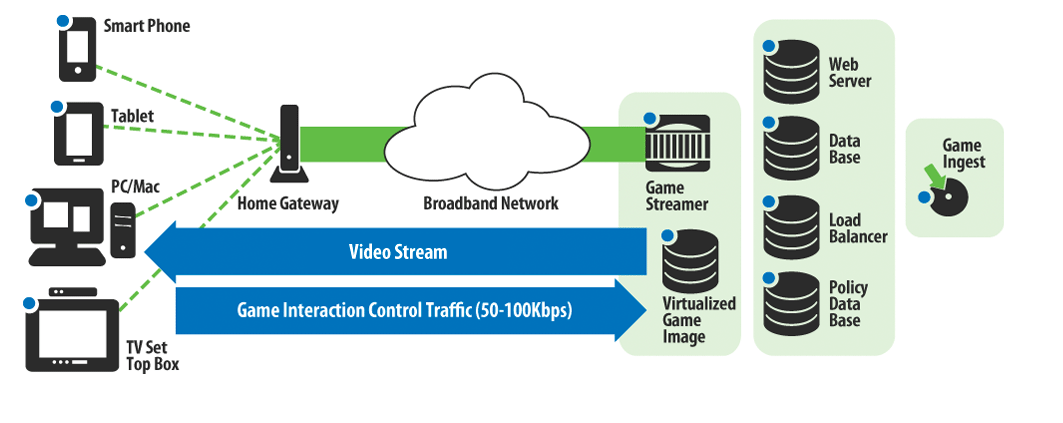 Smart Phone
Tablet
PC/Mac
TV Set
Top Box
Home Gateway
Broadband Network
Video Stream
Game Interaction Control Traffic (50-100Kbps)
Game
Streamer
Virtualized
Game
Image
Web
Server
Data
Base
Load
Balancer
Policy
Data
Base
Game
Ingest